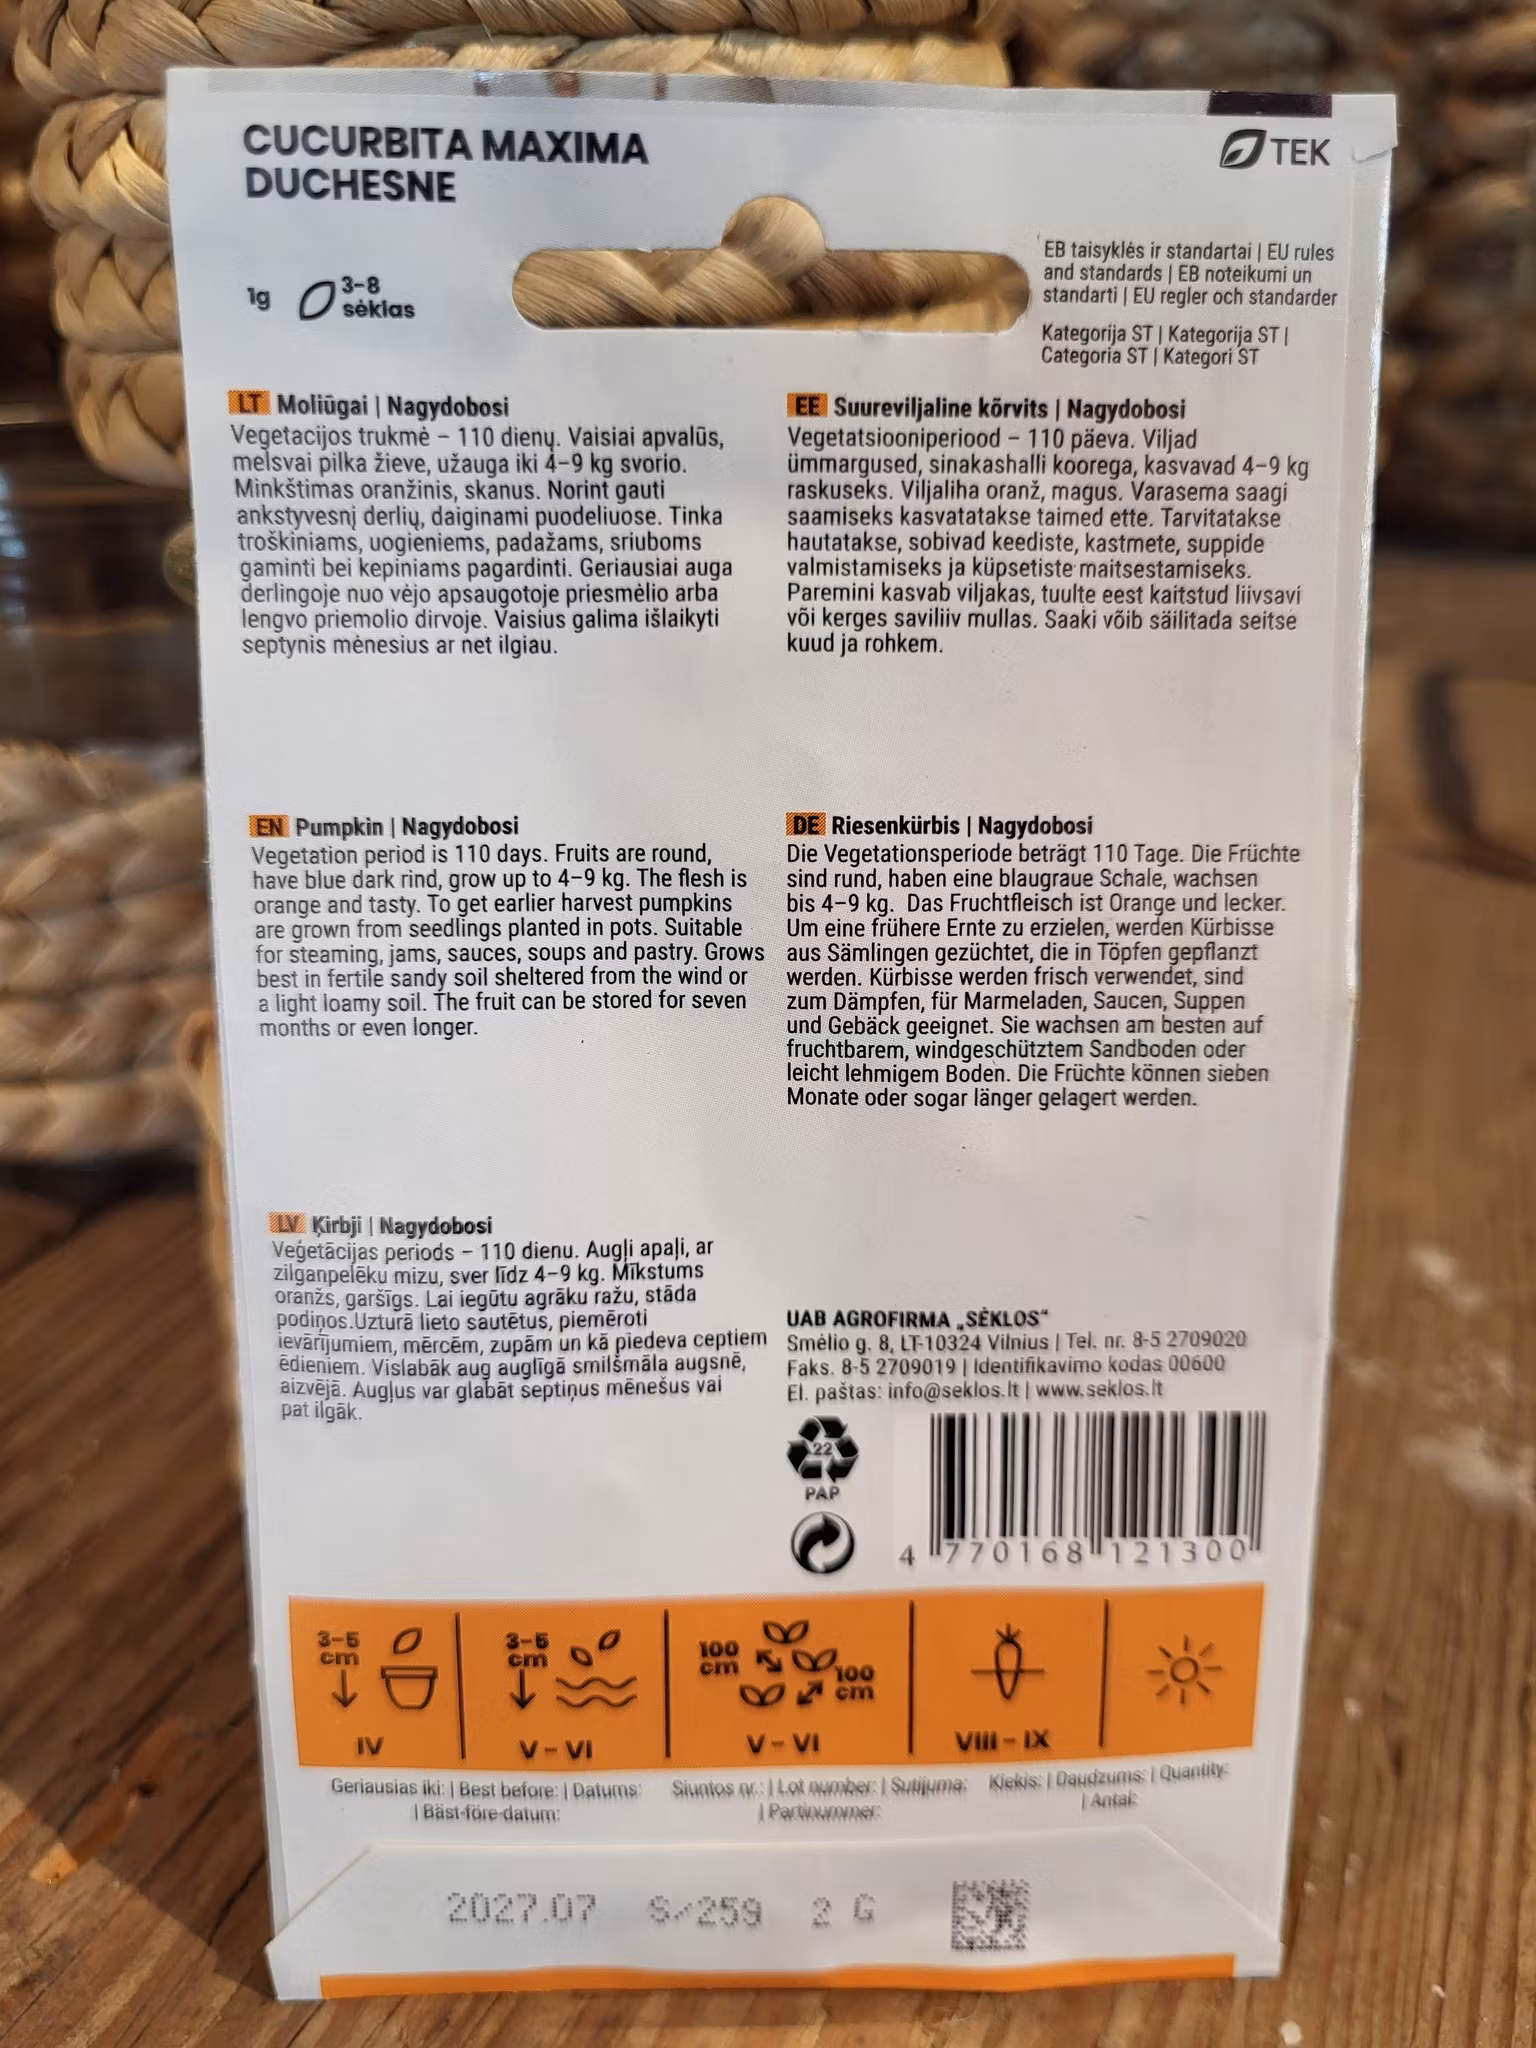 CUCURBITA MAXIMA
DUCHESNE
TEK
1g
3-8
sėklas
EB taisyklės ir standartai | EU rules
and standards | EB noteikumi un
standarti | EU regler och standarder
Kategorija ST | Kategorija ST |
Categoria ST | Kategori ST
LT Moliūgai | Nagydobosi
Vegetacijos trukmė – 110 dienų. Vaisiai apvalūs,
melsvai pilka žieve, užauga iki 4–9 kg svorio.
Minkštimas oranžinis, skanus. Norint gauti
ankstyvesnį derlių, daiginami puodeliuose. Tinka
troškiniams, uogieniems, padažams, sriuboms
gaminti bei kepiniams pagardinti. Geriausiai auga
derlingoje nuo vėjo apsaugotoje priesmėlio arba
lengvo priemolio dirvoje. Vaisius galima išlaikyti
septynis mėnesius ar net ilgiau.
EE Suureviljaline kõrvits | Nagydobosi
Vegetatsiooniperiood – 110 päeva. Viljad
ümmargused, sinakashalli koorega, kasvavad 4–9 kg
raskuseks. Viljaliha oranž, magus. Varasema saagi
saamiseks kasvatatakse taimed ette. Tarvitatakse
hautatakse, sobivad keediste, kastmete, suppide
valmistamiseks ja küpsetiste maitsestamiseks.
Paremini kasvab viljakas, tuulte eest kaitstud liivsavi
või kerges saviliiv mullas. Saaki võib säilitada seitse
kuud ja rohkem.
EN Pumpkin | Nagydobosi
Vegetation period is 110 days. Fruits are round,
have blue dark rind, grow up to 4–9 kg. The flesh is
orange and tasty. To get earlier harvest pumpkins
are grown from seedlings planted in pots. Suitable
for steaming, jams, sauces, soups and pastry. Grows
best in fertile sandy soil sheltered from the wind or
a light loamy soil. The fruit can be stored for seven
months or even longer.
DE Riesenkürbis | Nagydobosi
Die Vegetationsperiode beträgt 110 Tage. Die Früchte
sind rund, haben eine blaugraue Schale, wachsen
bis 4–9 kg. Das Fruchtfleisch ist Orange und lecker.
Um eine frühere Ernte zu erzielen, werden Kürbisse
aus Sämlingen gezüchtet, die in Töpfen gepflanzt
werden. Kürbisse werden frisch verwendet, sind
zum Dämpfen, für Marmeladen, Saucen, Suppen
und Gebäck geeignet. Sie wachsen am besten auf
fruchtbarem, windgeschütztem Sandboden oder
leicht lehmigem Boden. Die Früchte können sieben
Monate oder sogar länger gelagert werden.
LV Ķirbji | Nagydobosi
Veģetācijas periods – 110 dienu. Augļi apaļi, ar
zilganpelēku mizu, sver līdz 4–9 kg. Mīkstums
oranžs, garšīgs. Lai iegūtu agrāku ražu, stāda
podiņos.Uzturā lieto sautētus, piemēroti
ievārījumiem, mērcēm, zupām un kā piedeva ceptiem
ēdieniem. Vislabāk aug auglīgā smilšmāla augsnē,
aizvējā. Augļus var glabāt septiņus mēnešus vai
pat ilgāk.
UAB AGROFIRMA „SĖKLOS“
Smėlio g. 8, LT-10324 Vilnius | Tel. nr. 8-5 2709020
Faks. 8-5 2709019 | Identifikavimo kodas 00600
El. paštas: info@seklos.lt | www.seklos.lt
22
PAP
4 770168 121300
3-5
cm
IV
3-5
cm
V - VI
100
cm
100
cm
V - VI
VIII - IX
Geriausias iki: | Best before: | Datums:
| Bäst-före-datum:
Siuntos nr.: | Lot number: | Sutijuma:
| Partinummer:
Kiekis: | Daudzums: | Quantity:
| Antal:
2027.07 S/259 2 G